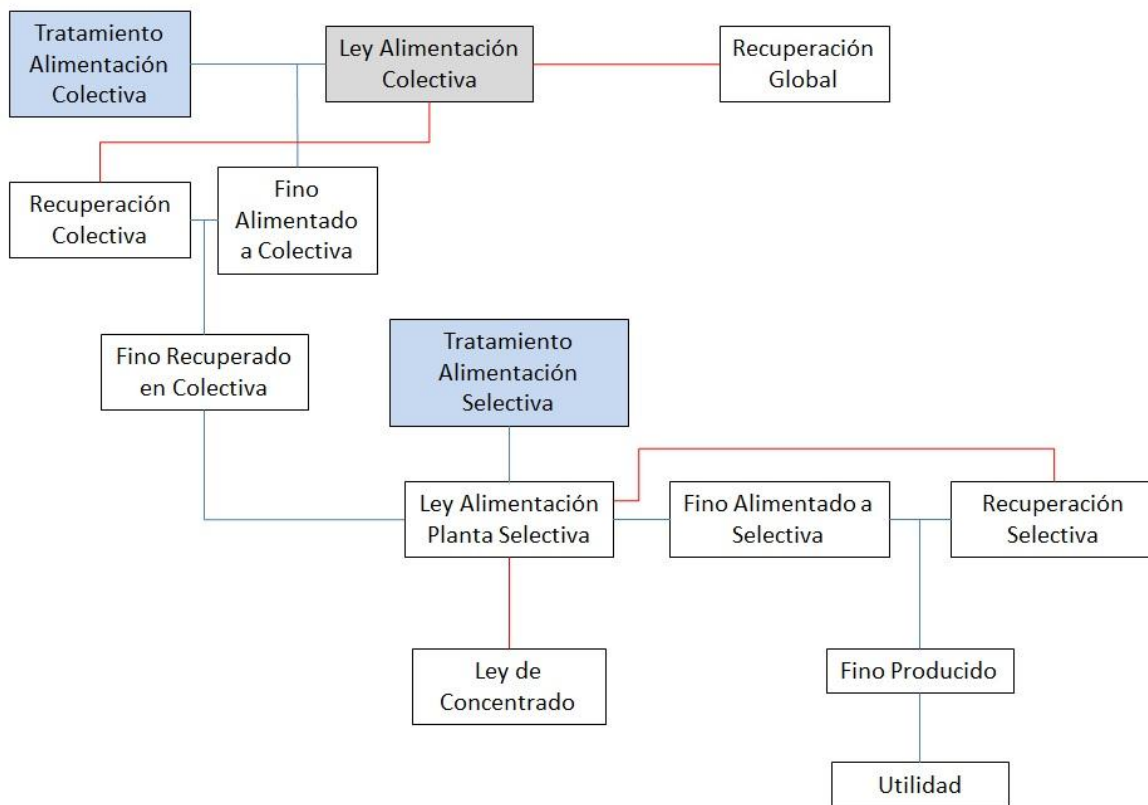 Tratamiento
Alimentación
Colectiva
Ley Alimentación
Colectiva
Recuperación
Global
Recuperación
Colectiva
Fino
Alimentado
a Colectiva
Fino Recuperado
en Colectiva
Tratamiento
Alimentación
Selectiva
Ley Alimentación
Planta Selectiva
Fino Alimentado a
Selectiva
Recuperación
Selectiva
Ley de
Concentrado
Fino Producido
Utilidad